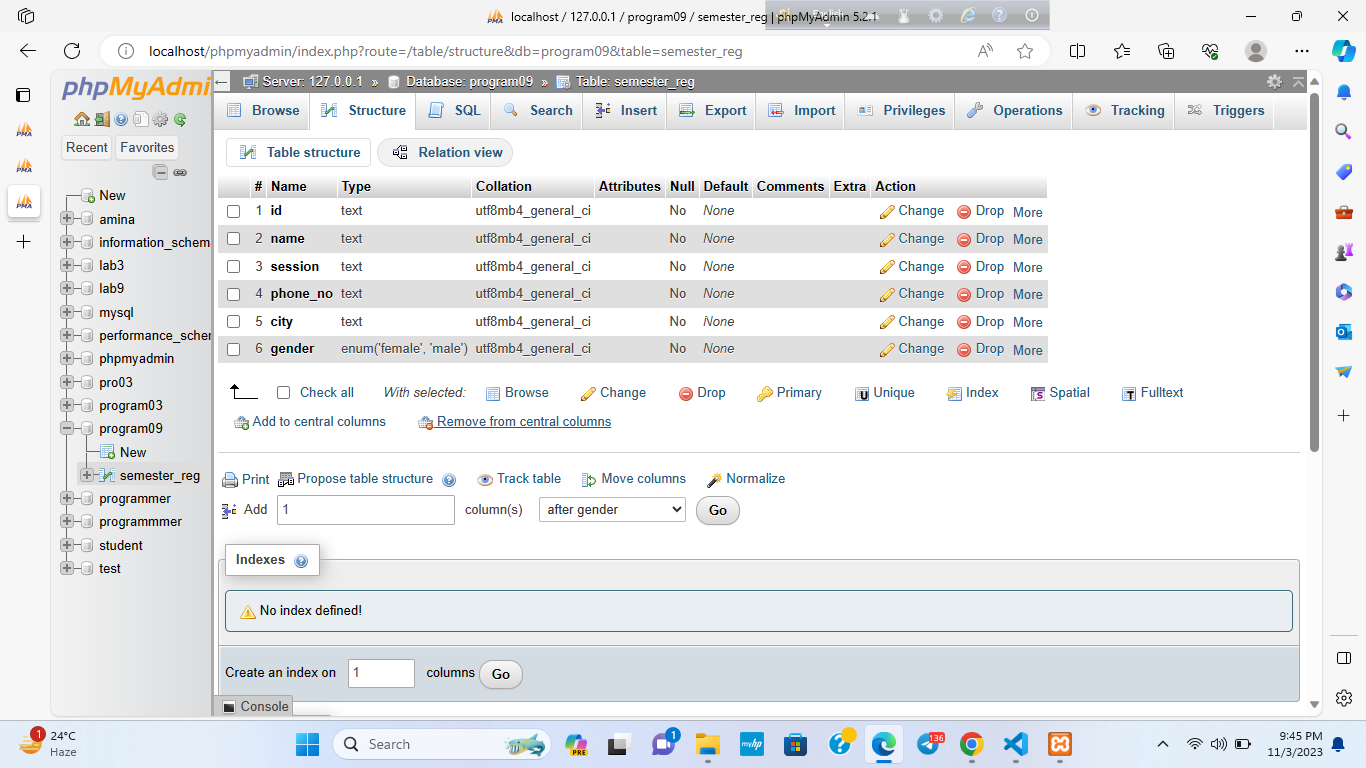 localhost / 127.0.0.1 / program09 / semester_reg | phpMyAdmin 5.2.1
localhost/phpmyadmin/index.php?route=/table/structure&db=program09&table=semester_reg
phpMyAdmi
Server: 127.0.0.1 » Database: program09 » Table: semester_reg
Browse Structure SQL Search Insert Export Import Privileges Operations Tracking Triggers
PMA
PMA
PMA
Recent Favorites
New
amina
information_schem
lab3
lab9
mysql
performance_scher
phpmyadmin
pro03
program03
program09
New
semester_reg
programmer
programmmer
student
test
Table structure Relation view
# Name Type Collation Attributes Null Default Comments Extra Action
1 id text utf8mb4_general_ci No None Change Drop More
2 name text utf8mb4_general_ci No None Change Drop More
3 session text utf8mb4_general_ci No None Change Drop More
4 phone_no text utf8mb4_general_ci No None Change Drop More
5 city text utf8mb4_general_ci No None Change Drop More
6 gender enum('female', 'male') utf8mb4_general_ci No None Change Drop More
Check all With selected: Browse Change Drop Primary Unique Index Spatial Fulltext
Add to central columns Remove from central columns
Print Propose table structure Track table Move columns Normalize
Add 1 column(s) after gender Go
Indexes
No index defined!
Create an index on 1 columns Go
Console
1 24°C
Haze
Search
PRE
1
myhp
136
9:45 PM
11/3/2023